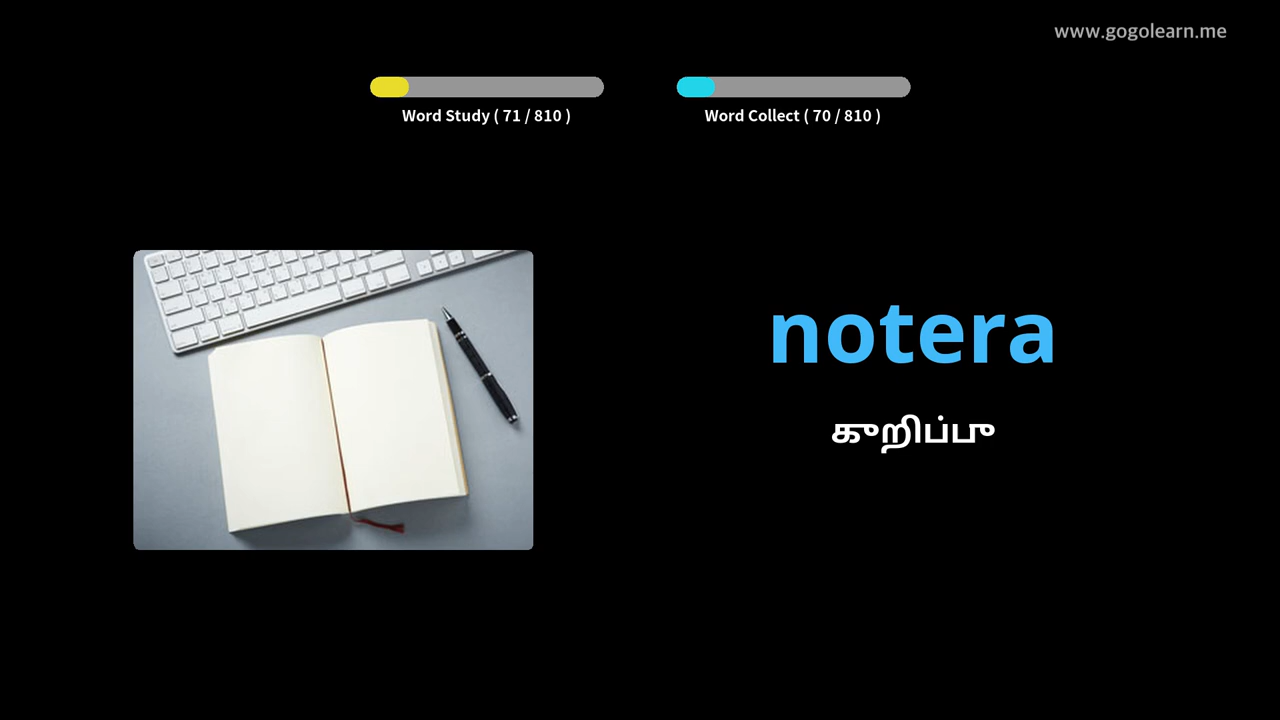 www.gogolearn.me
Word Study ( 71 / 810 )
Word Collect ( 70 / 810 )
notera
குறிப்பு